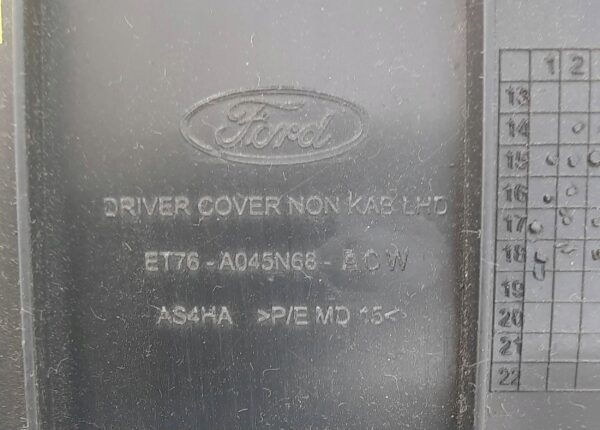 Ford
DRIVER COVER NON KAB LHD
ET76-A045N68-ACW
AS4HA >P/E MD 15<
1 2
13
14
15
16
17
18
19
20
21
22